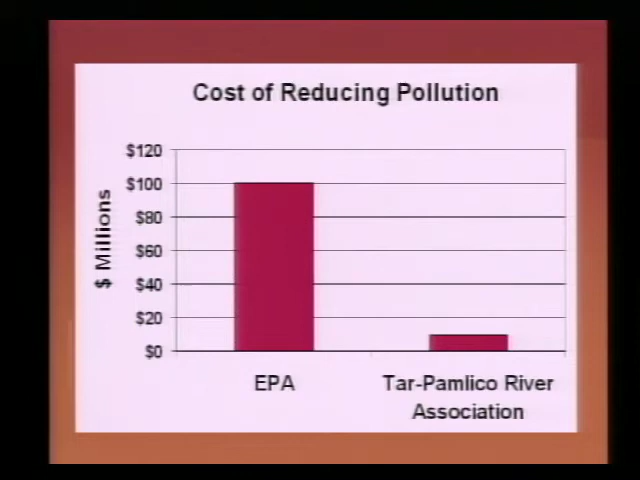 Cost of Reducing Pollution
$ Millions
$120
$100
$80
$60
$40
$20
$0
EPA
Tar-Pamlico River
Association